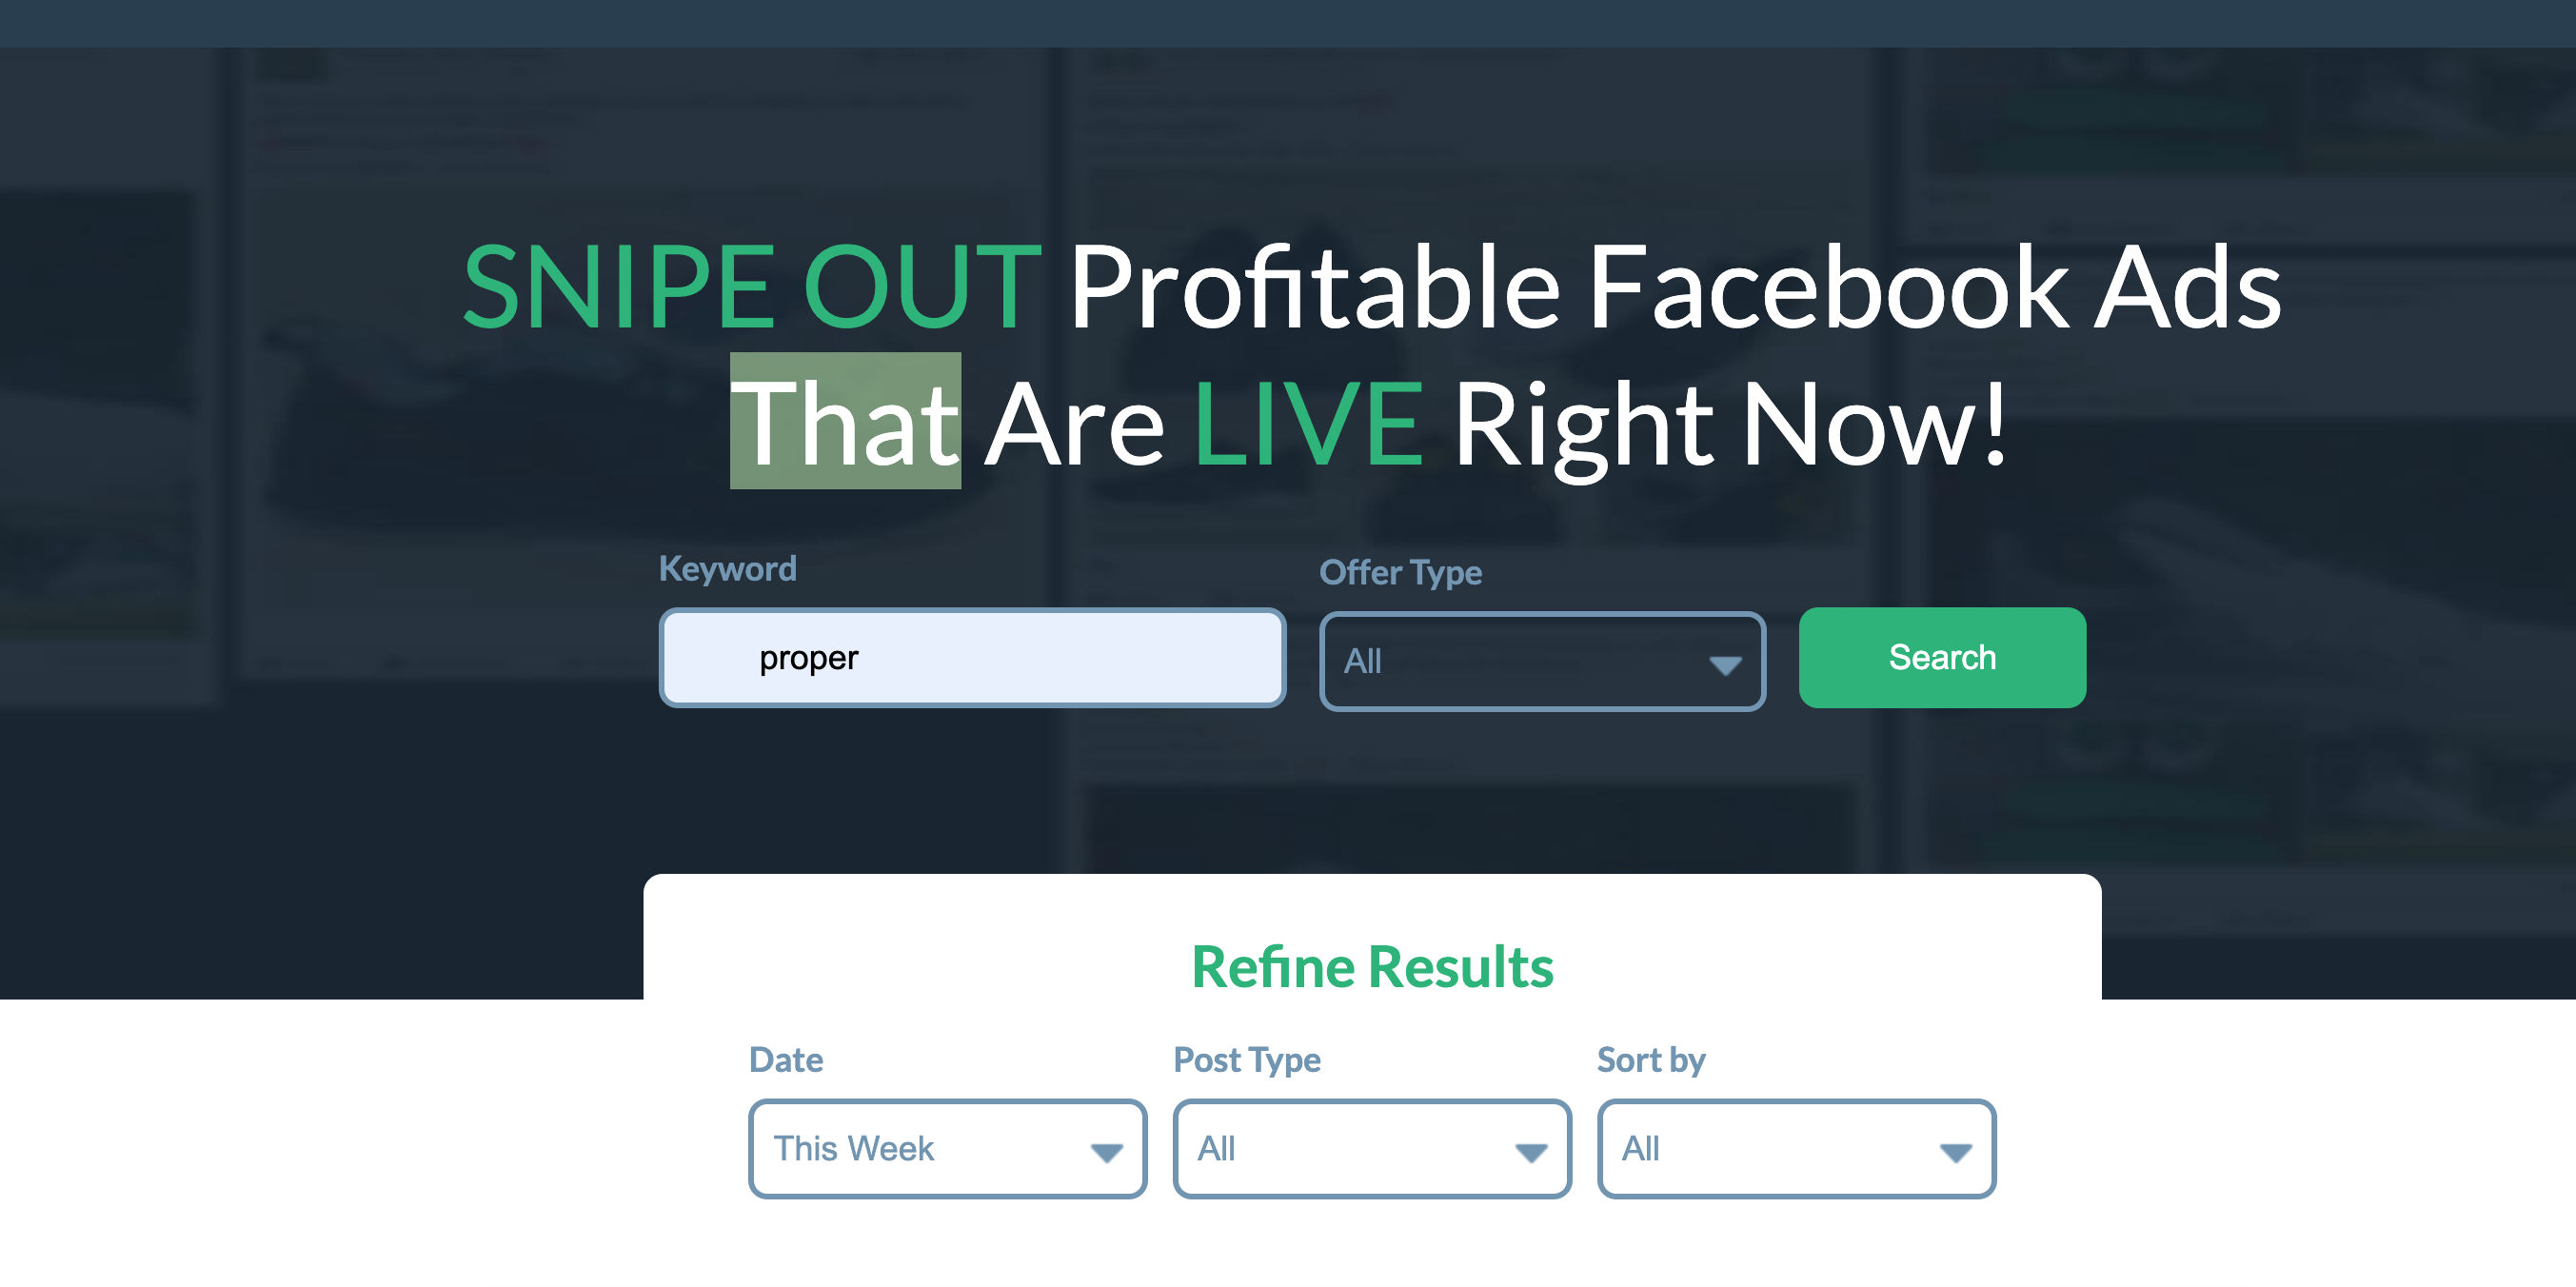 SNIPE OUT Profitable Facebook Ads
That Are LIVE Right Now!
Keyword
Offer Type
proper
All
Search
Refine Results
Date
Post Type
Sort by
This Week
All
All